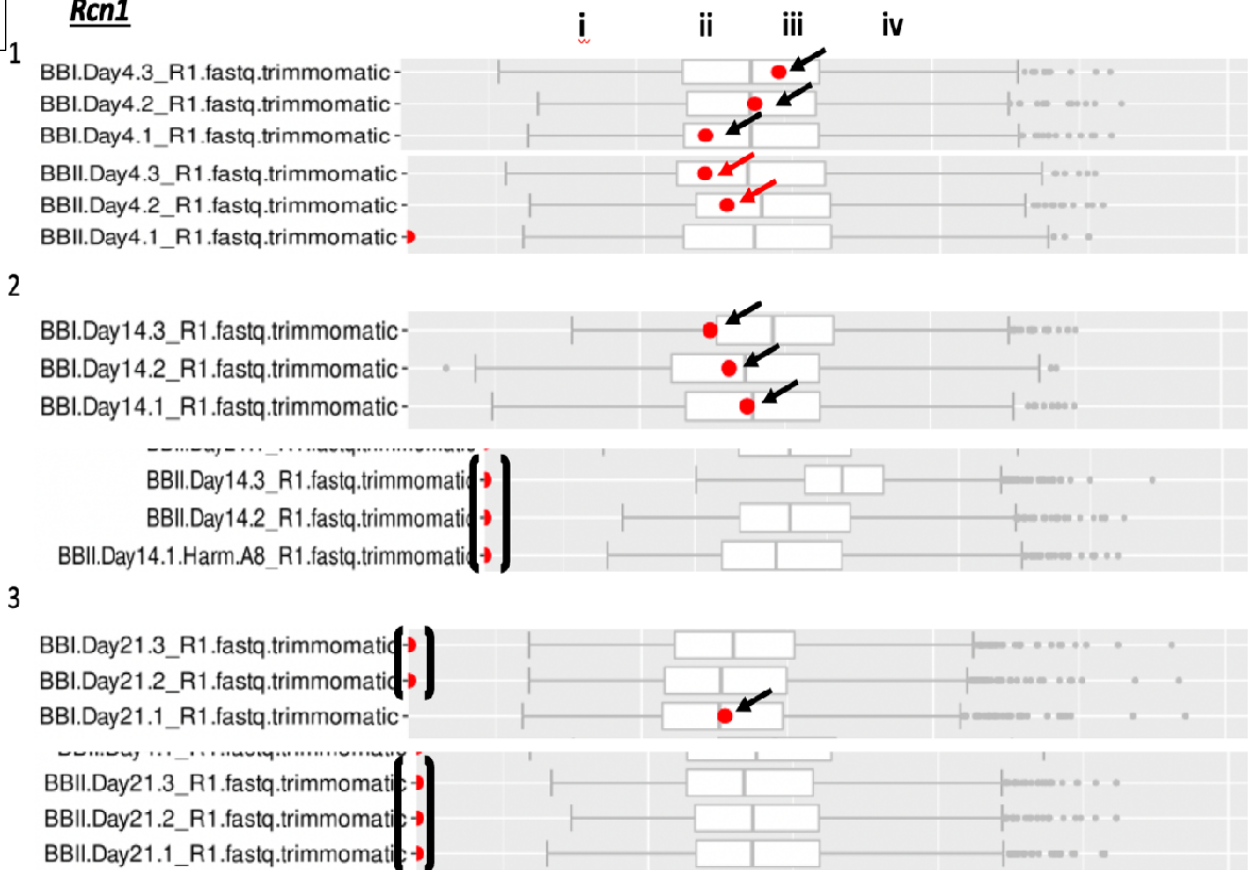 Rcn1
i ii iii iv
1
BBI.Day4.3_R1.fastq.trimmomatic
BBI.Day4.2_R1.fastq.trimmomatic
BBI.Day4.1_R1.fastq.trimmomatic
BBII.Day4.3_R1.fastq.trimmomatic
BBII.Day4.2_R1.fastq.trimmomatic
BBII.Day4.1_R1.fastq.trimmomatic
2
BBI.Day14.3_R1.fastq.trimmomatic
BBI.Day14.2_R1.fastq.trimmomatic
BBI.Day14.1_R1.fastq.trimmomatic
BBII.Day14.3_R1.fastq.trimmomatic
BBII.Day14.2_R1.fastq.trimmomatic
BBII.Day14.1.Harm.A8_R1.fastq.trimmomatic
3
BBI.Day21.3_R1.fastq.trimmomatic
BBI.Day21.2_R1.fastq.trimmomatic
BBI.Day21.1_R1.fastq.trimmomatic
BBII.Day21.3_R1.fastq.trimmomatic
BBII.Day21.2_R1.fastq.trimmomatic
BBII.Day21.1_R1.fastq.trimmomatic